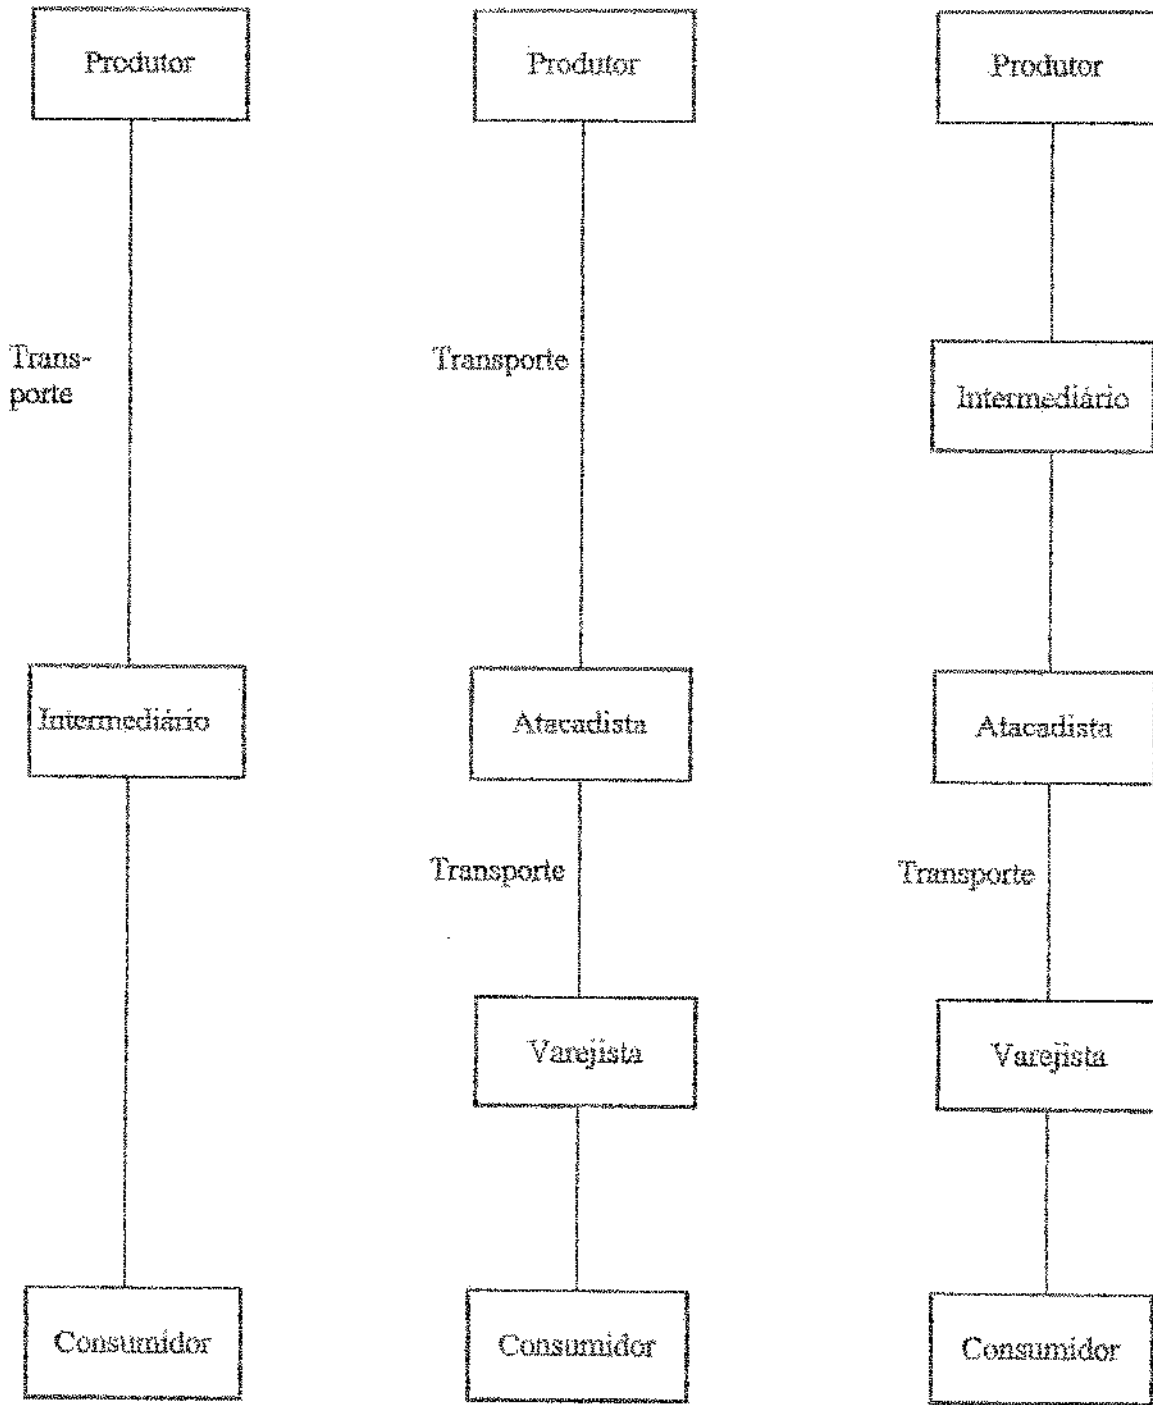 Produtor
Produtor
Produtor
Trans-
porte
Transporte
Intermediário
Intermediário
Atacadista
Atacadista
Transporte
Transporte
Varejista
Varejista
Consumidor
Consumidor
Consumidor